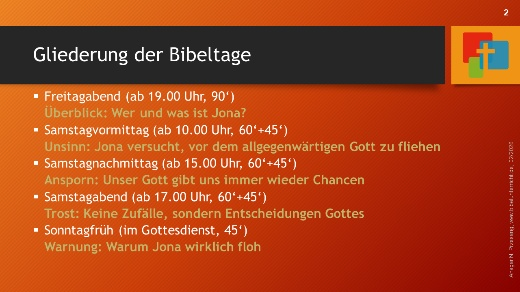 2
Gliederung der Bibeltage
▪ Freitagabend (ab 19.00 Uhr, 90‘)
Überblick: Wer und was ist Jona?
▪ Samstagvormittag (ab 10.00 Uhr, 60‘+45‘)
Unsinn: Jona versucht, vor dem allgegenwärtigen Gott zu fliehen
▪ Samstagnachmittag (ab 15.00 Uhr, 60‘+45‘)
Ansporn: Unser Gott gibt uns immer wieder Chancen
▪ Samstagabend (ab 17.00 Uhr, 60‘+45‘)
Trost: Keine Zufälle, sondern Entscheidungen Gottes
▪ Sonntagfrüh (im Gottesdienst, 45‘)
Warnung: Warum Jona wirklich floh